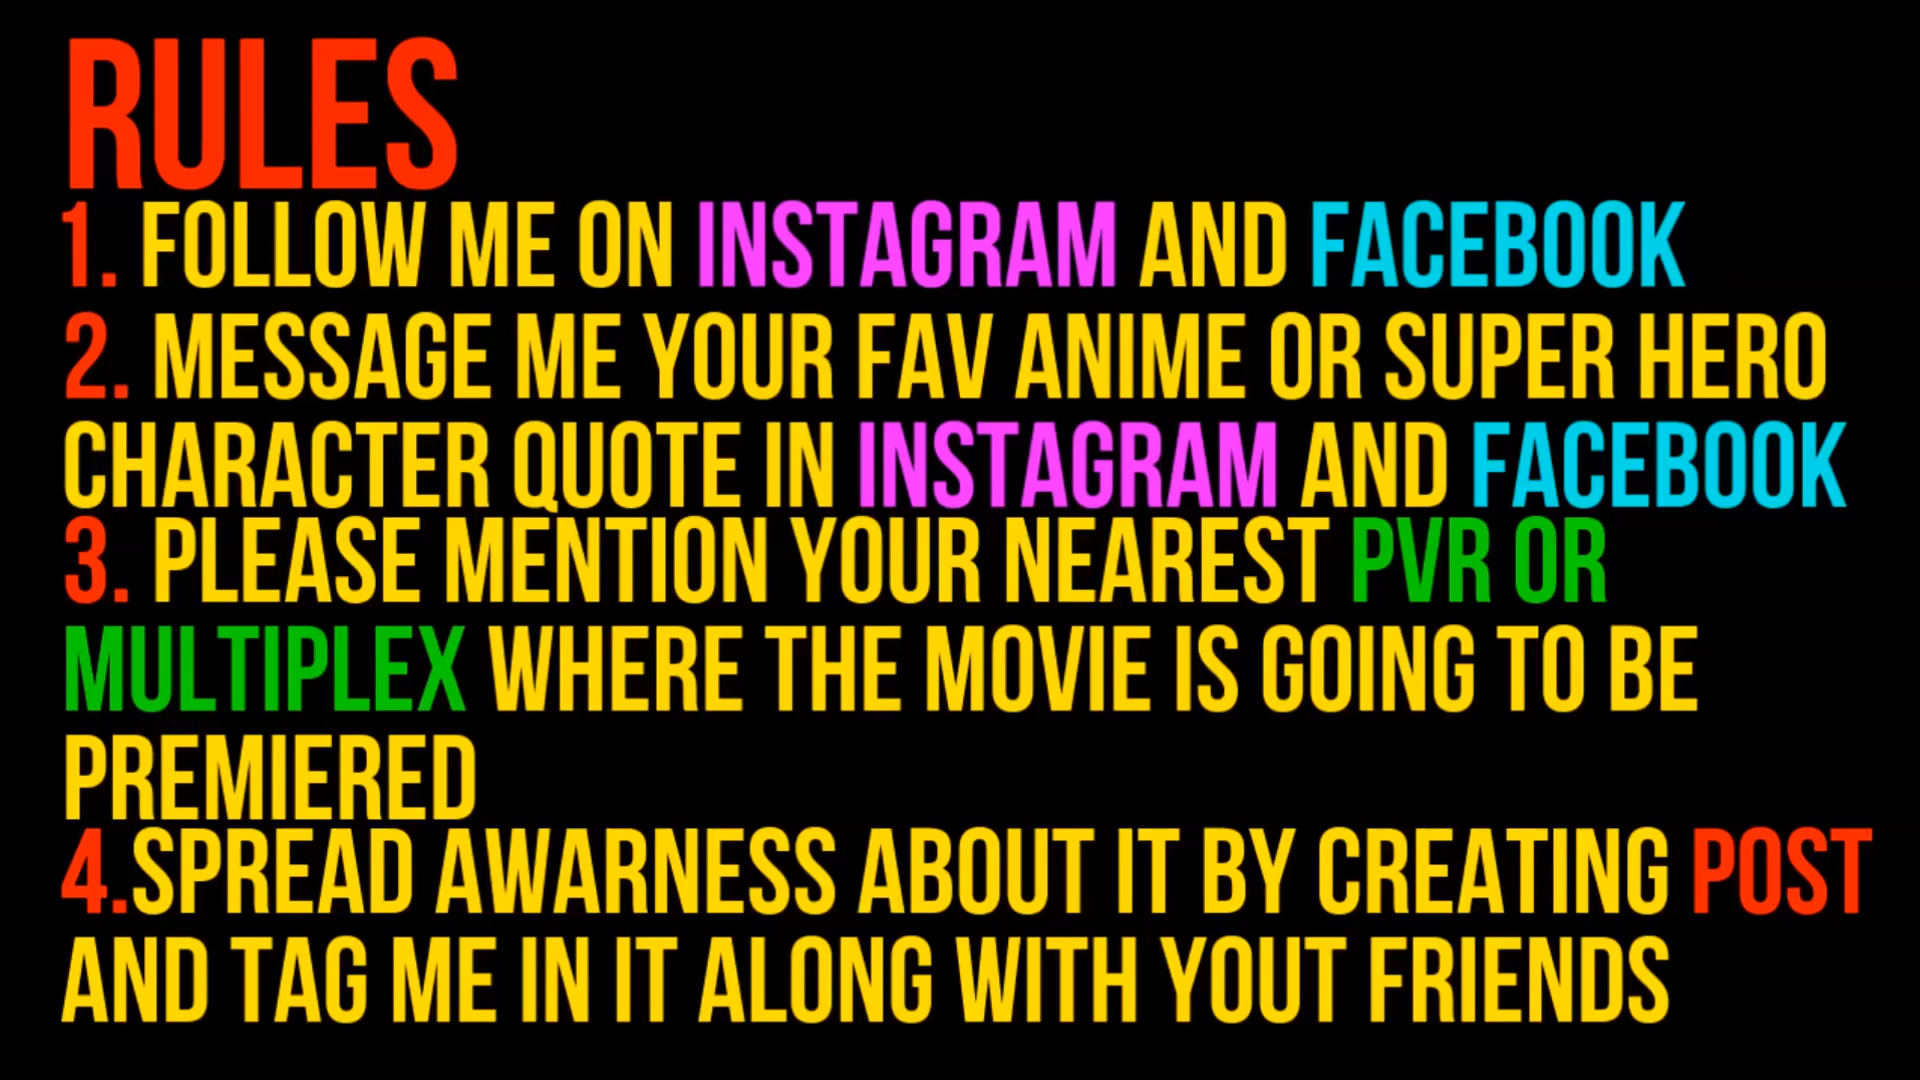 RULES
1. FOLLOW ME ON INSTAGRAM AND FACEBOOK
2. MESSAGE ME YOUR FAV ANIME OR SUPER HERO
CHARACTER QUOTE IN INSTAGRAM AND FACEBOOK
3. PLEASE MENTION YOUR NEAREST PVR OR
MULTIPLEX WHERE THE MOVIE IS GOING TO BE
PREMIERED
4.SPREAD AWARNESS ABOUT IT BY CREATING POST
AND TAG ME IN IT ALONG WITH YOUT FRIENDS